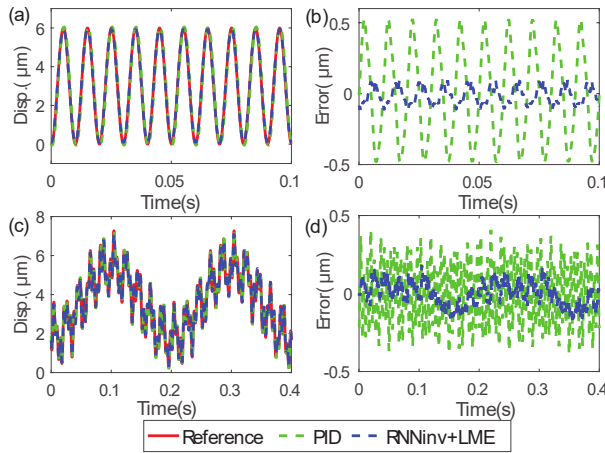 (a)
Disp.( μm)
6
4
2
0
0
0.05
0.1
Time(s)
(b)
Error( μm)
0.5
0
-0.5
0
0.05
0.1
Time(s)
(c)
Disp.( μm)
8
6
4
2
0
0
0.1
0.2
0.3
0.4
Time(s)
(d)
Error( μm)
0.5
0
-0.5
0
0.1
0.2
0.3
0.4
Time(s)
Reference PID RNNinv+LME